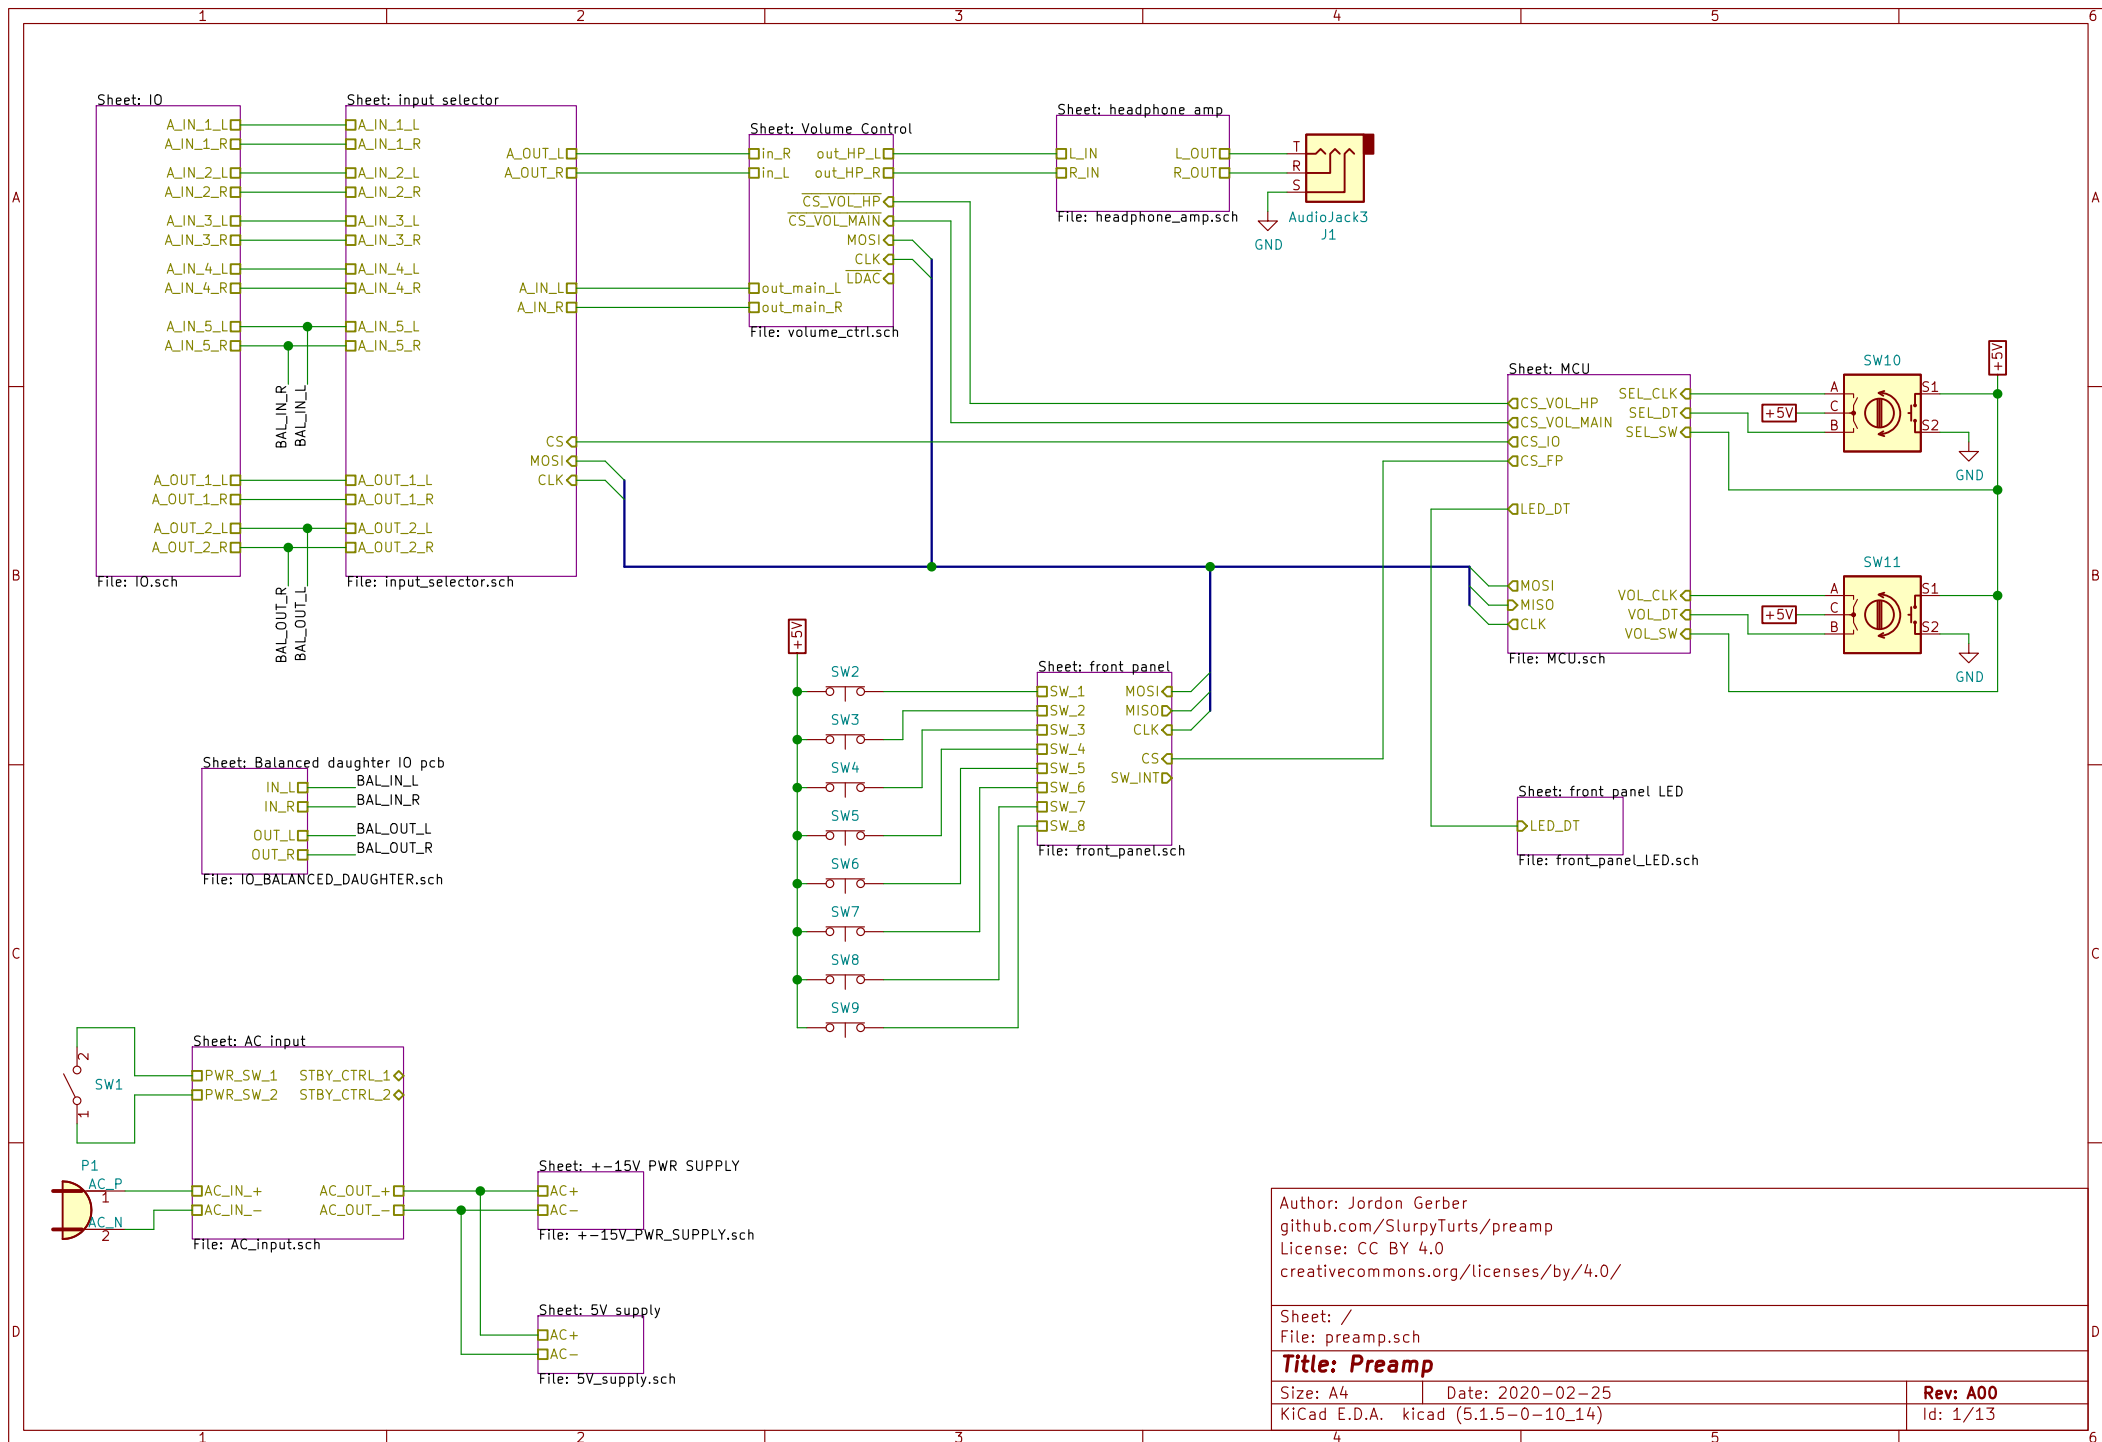 1 2 3 4 5 6
A
B
C
D
A
B
C
D
1 2 3 4 5 6
Sheet: IO
A_IN_1_L
A_IN_1_R
A_IN_2_L
A_IN_2_R
A_IN_3_L
A_IN_3_R
A_IN_4_L
A_IN_4_R
A_IN_5_L
A_IN_5_R
A_OUT_1_L
A_OUT_1_R
A_OUT_2_L
A_OUT_2_R
File: IO.sch
BAL_IN_R
BAL_IN_L
BAL_OUT_R
BAL_OUT_L
Sheet: input selector
A_IN_1_L
A_IN_1_R
A_IN_2_L
A_IN_2_R
A_IN_3_L
A_IN_3_R
A_IN_4_L
A_IN_4_R
A_IN_5_L
A_IN_5_R
A_OUT_1_L
A_OUT_1_R
A_OUT_2_L
A_OUT_2_R
A_OUT_L
A_OUT_R
A_IN_L
A_IN_R
CS
MOSI
CLK
File: input_selector.sch
Sheet: Volume Control
in_R
in_L
out_HP_L
out_HP_R
CS_VOL_HP
CS_VOL_MAIN
MOSI
CLK
LDAC
out_main_L
out_main_R
File: volume_ctrl.sch
Sheet: headphone amp
L_IN
R_IN
L_OUT
R_OUT
File: headphone_amp.sch
T
R
S
AudioJack3
J1
GND
Sheet: MCU
CS_VOL_HP
CS_VOL_MAIN
CS_IO
CS_FP
LED_DT
MOSI
MISO
CLK
SEL_CLK
SEL_DT
SEL_SW
VOL_CLK
VOL_DT
VOL_SW
File: MCU.sch
SW10
A
C
B
S1
S2
+5V
+5V
GND
SW11
A
C
B
S1
S2
+5V
GND
+5V
SW2
SW3
SW4
SW5
SW6
SW7
SW8
SW9
Sheet: front panel
SW_1
SW_2
SW_3
SW_4
SW_5
SW_6
SW_7
SW_8
MOSI
MISO
CLK
CS
SW_INT
File: front_panel.sch
Sheet: front panel LED
LED_DT
File: front_panel_LED.sch
Sheet: Balanced daughter IO pcb
IN_L
IN_R
OUT_L
OUT_R
BAL_IN_L
BAL_IN_R
BAL_OUT_L
BAL_OUT_R
File: IO_BALANCED_DAUGHTER.sch
2
SW1
1
Sheet: AC input
PWR_SW_1
PWR_SW_2
STBY_CTRL_1
STBY_CTRL_2
AC_IN_+
AC_IN_-
AC_OUT_+
AC_OUT_-
File: AC_input.sch
P1
AC_P
1
AC_N
2
Sheet: +-15V PWR SUPPLY
AC+
AC-
File: +-15V_PWR_SUPPLY.sch
Sheet: 5V supply
AC+
AC-
File: 5V_supply.sch
Author: Jordon Gerber
github.com/SlurpyTurts/preamp
License: CC BY 4.0
creativecommons.org/licenses/by/4.0/
Sheet: /
File: preamp.sch
Title: Preamp
Size: A4 Date: 2020-02-25 Rev: A00
KiCad E.D.A. kicad (5.1.5-0-10_14) Id: 1/13